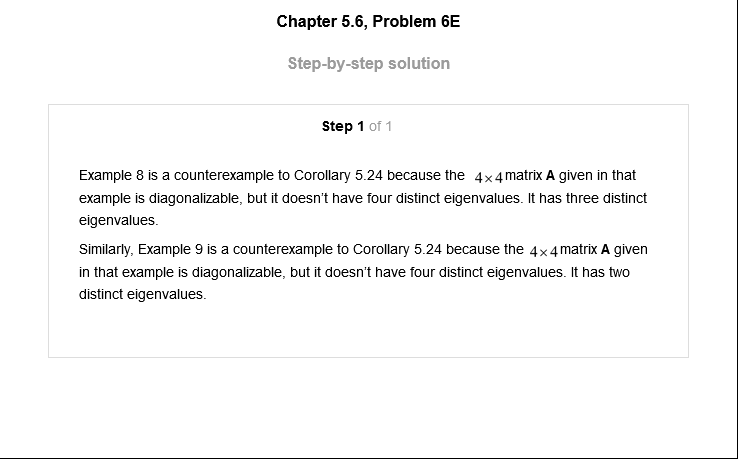 Chapter 5.6, Problem 6E
Step-by-step solution
Step 1 of 1
Example 8 is a counterexample to Corollary 5.24 because the 4×4 matrix A given in that
example is diagonalizable, but it doesn't have four distinct eigenvalues. It has three distinct
eigenvalues.
Similarly, Example 9 is a counterexample to Corollary 5.24 because the 4×4 matrix A given
in that example is diagonalizable, but it doesn't have four distinct eigenvalues. It has two
distinct eigenvalues.